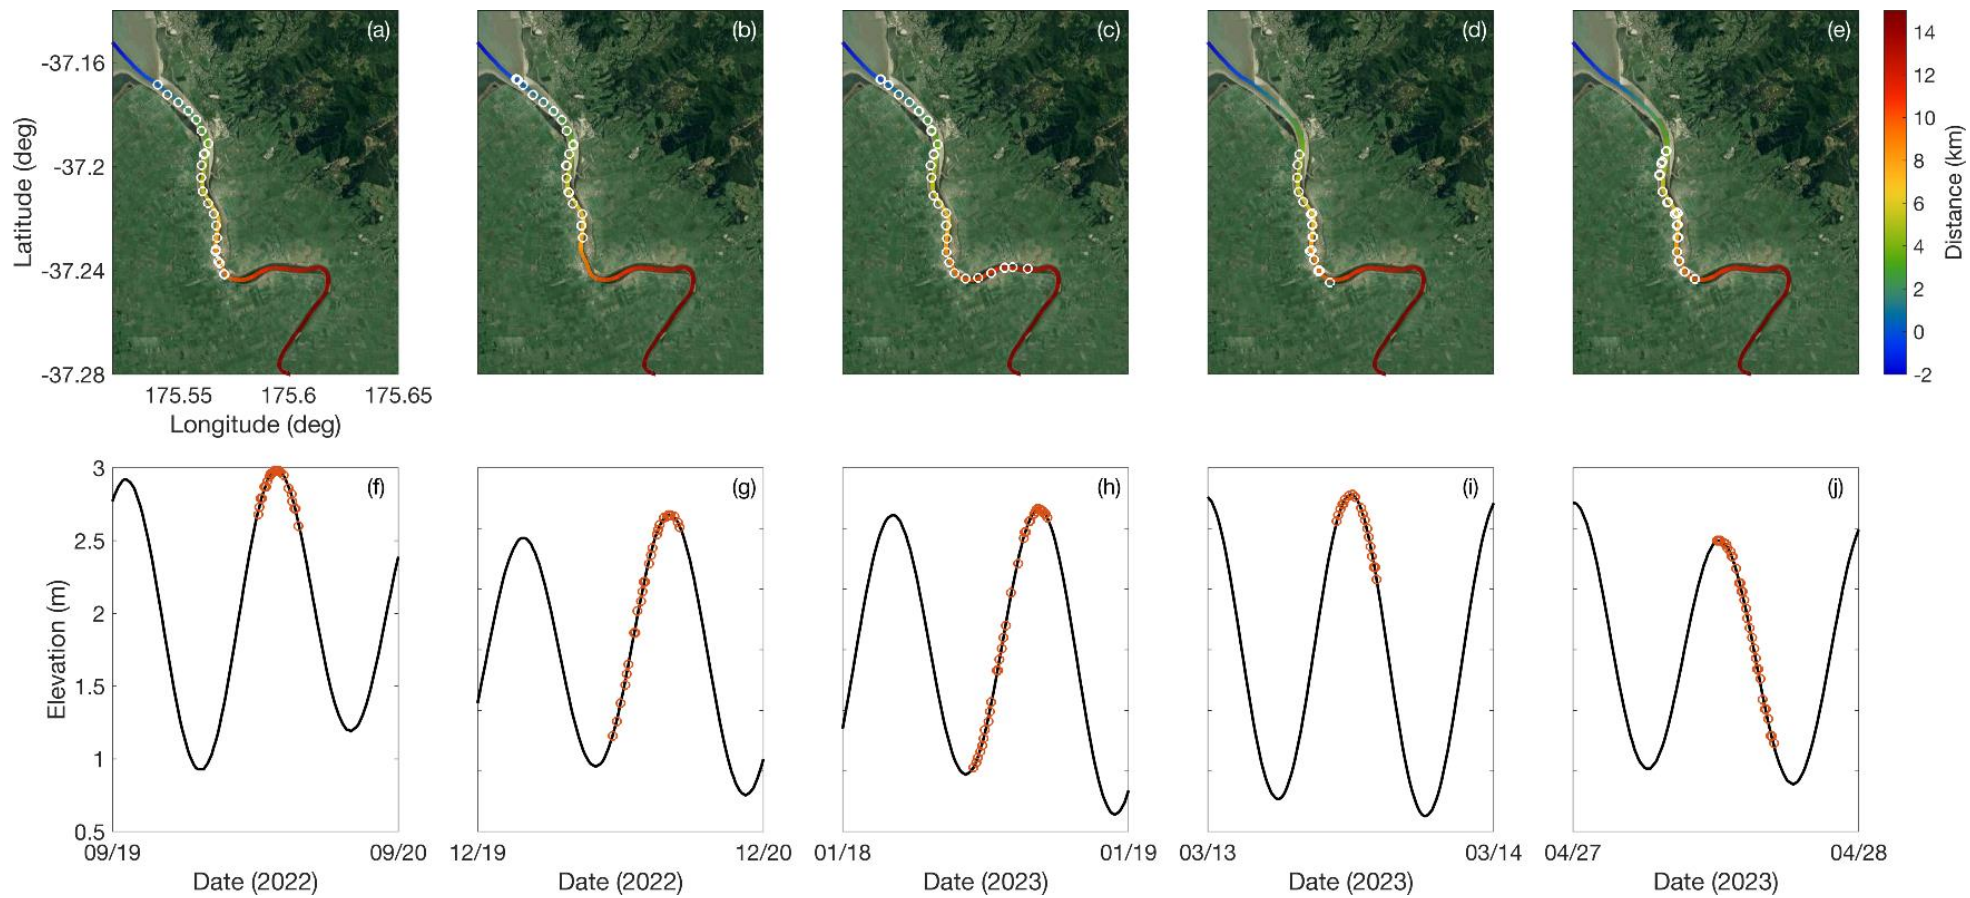 (a) (b) (c) (d) (e)
14
12
10
8
6
4
2
0
-2
Distance (km)
-37.16
-37.2
-37.24
-37.28
Latitude (deg)
175.55 175.6 175.65
Longitude (deg)
(f) (g) (h) (i) (j)
3
2.5
2
1.5
1
0.5
Elevation (m)
09/19 09/20 12/19 12/20 01/18 01/19 03/13 03/14 04/27 04/28
Date (2022) Date (2022) Date (2023) Date (2023) Date (2023)